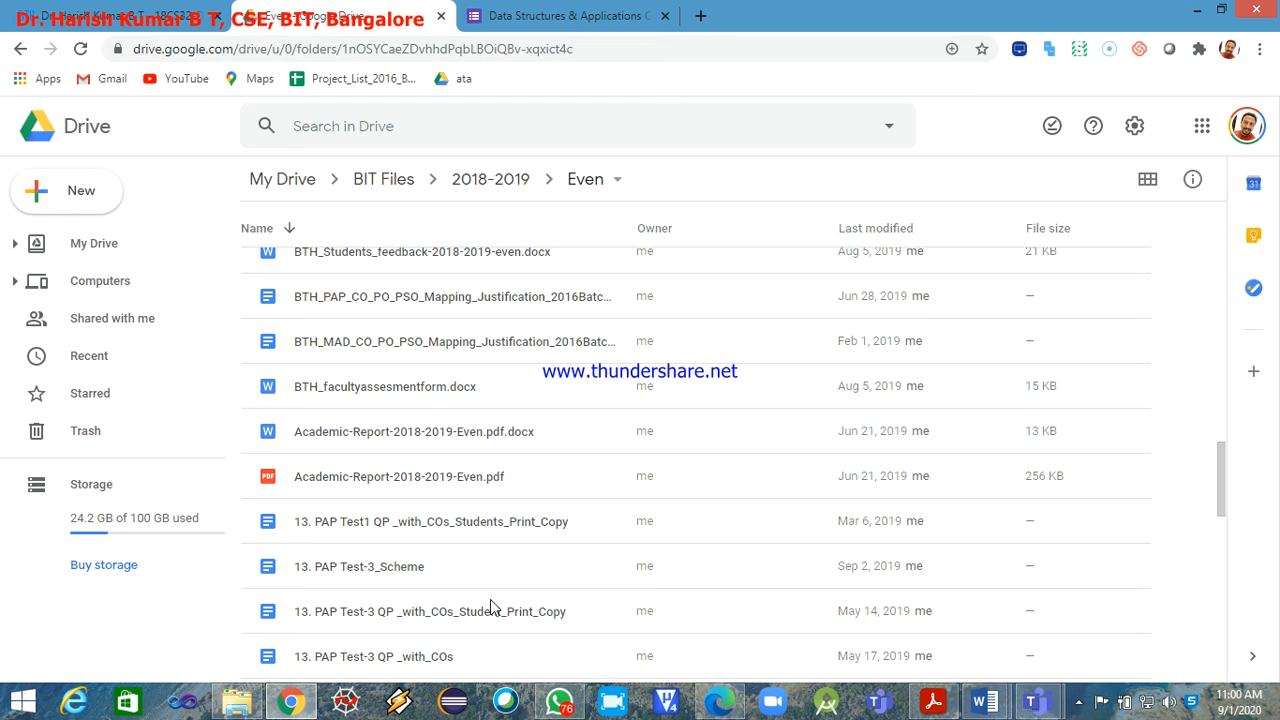 Dr. Harish Kumar B T, CSE, BIT, Bangalore
Data Structures & Applications C
drive.google.com/drive/u/0/folders/1nOSYCaeZDvhhdPqbLBOiQBv-xqxict4c
Apps Gmail YouTube Maps Project_List_2016_B... ata
Drive
Search in Drive
New
My Drive > BIT Files > 2018-2019 > Even
Name Owner Last modified File size
My Drive
Computers
Shared with me
Recent
Starred
Trash
Storage
24.2 GB of 100 GB used
Buy storage
BTH_Students_feedback-2018-2019-even.docx me Aug 5, 2019 me 21 KB
BTH_PAP_CO_PO_PSO_Mapping_Justification_2016Batc... me Jun 28, 2019 me –
BTH_MAD_CO_PO_PSO_Mapping_Justification_2016Batc... me Feb 1, 2019 me –
www.thundershare.net
BTH_facultyassesmentform.docx me Aug 5, 2019 me 15 KB
Academic-Report-2018-2019-Even.pdf.docx me Jun 21, 2019 me 13 KB
Academic-Report-2018-2019-Even.pdf me Jun 21, 2019 me 256 KB
13. PAP Test1 QP _with_COs_Students_Print_Copy me Mar 6, 2019 me –
13. PAP Test-3_Scheme me Sep 2, 2019 me –
13. PAP Test-3 QP _with_COs_Student_Print_Copy me May 14, 2019 me –
13. PAP Test-3 QP _with_COs me May 17, 2019 me –
PDF
31
76
11:00 AM
9/1/2020